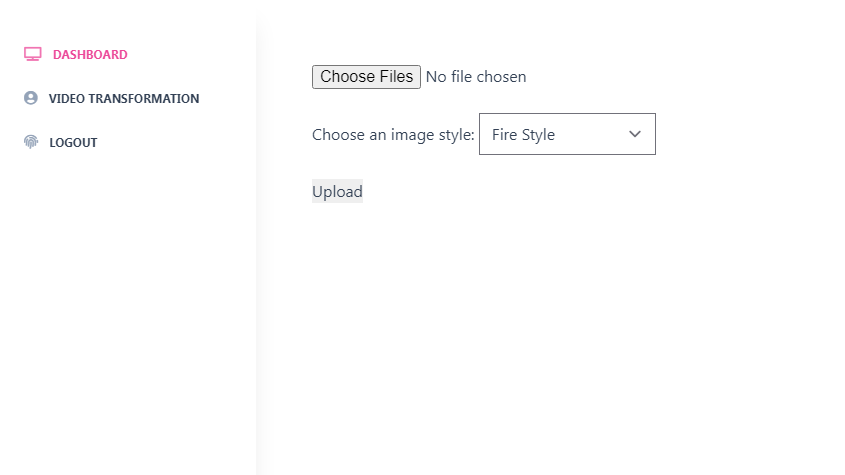 DASHBOARD
VIDEO TRANSFORMATION
LOGOUT
Choose Files No file chosen
Choose an image style: Fire Style
Upload